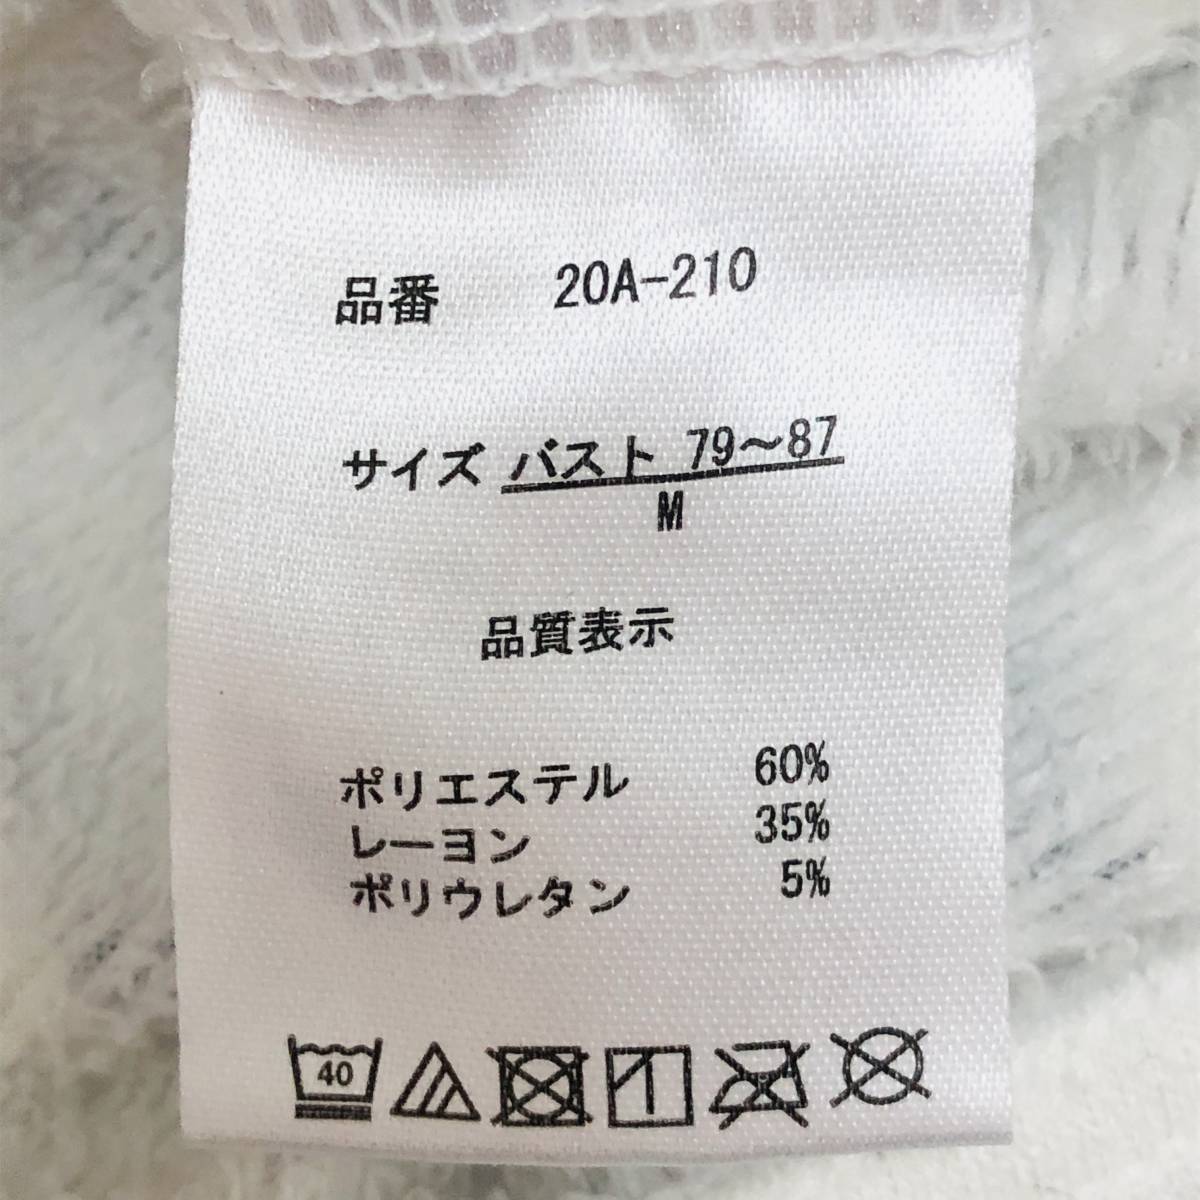 品番 20A-210
サイズ バスト 79～87
M
品質表示
ポリエステル 60%
レーヨン 35%
ポリウレタン 5%
40